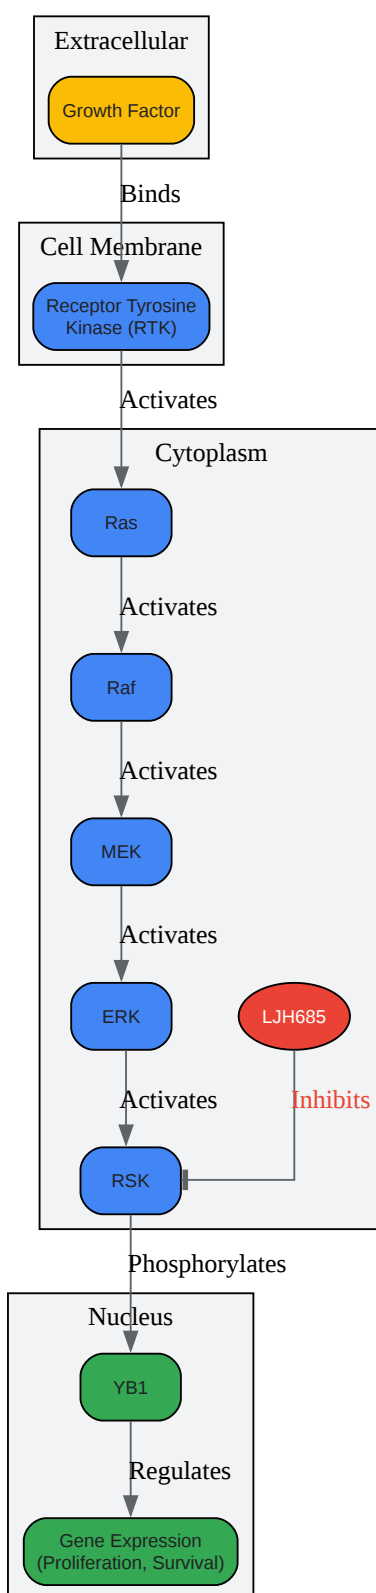 Extracellular
Growth Factor
Binds
Cell Membrane
Receptor Tyrosine
Kinase (RTK)
Activates
Cytoplasm
Ras
Activates
Raf
Activates
MEK
Activates
ERK
LJH685
Activates
Inhibits
RSK
Phosphorylates
Nucleus
YB1
Regulates
Gene Expression
(Proliferation, Survival)